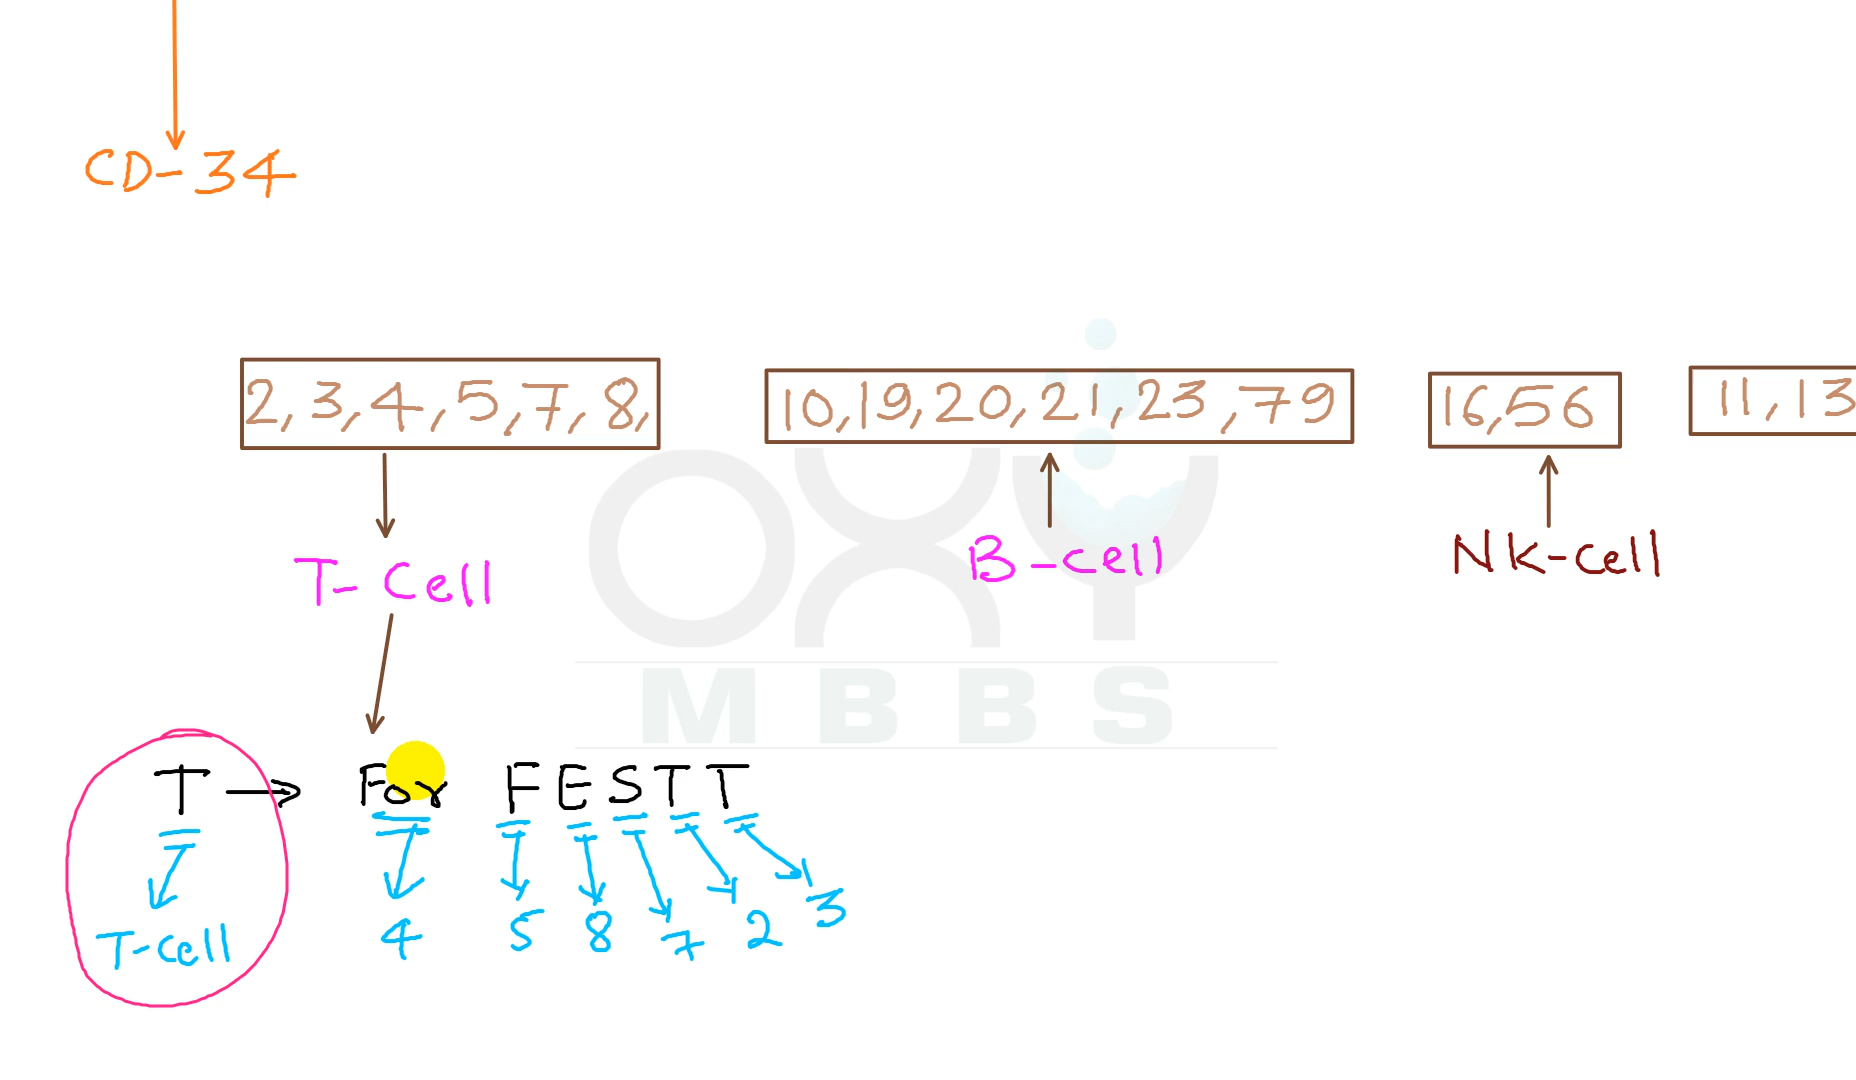 CD-34
2,3,4,5,7,8, 10,19,20,21,23,79 16,56 11,13
T-Cell B-cell NK-cell
OXY
MBBS
T → For FESTT
T-cell 4 5 8 7 2 3